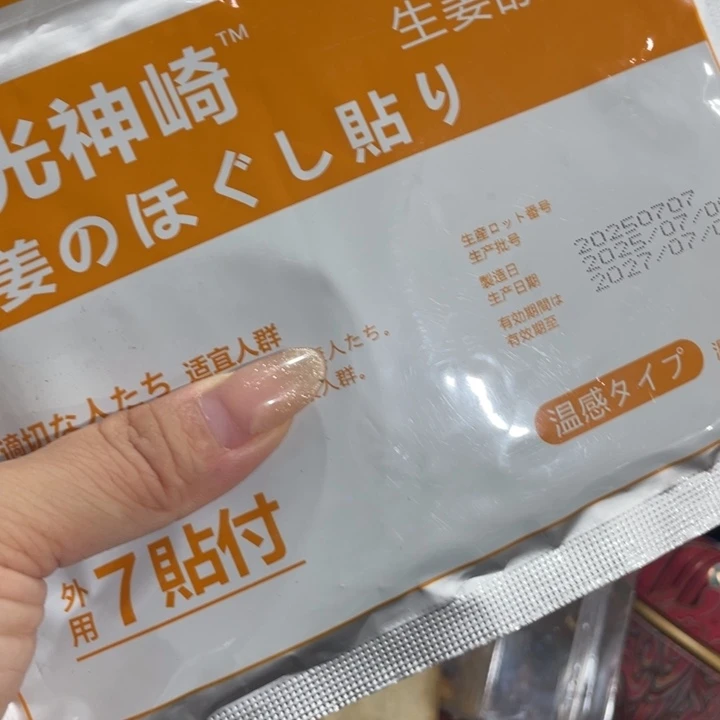 光神崎™
生姜
姜のほぐし貼り
生産ロット番号
生产批号
20250707
製造日
生产日期
2025/07/0
有効期間は
有效期至
2027/07/0
適切な人たち 适宜人群
人たち。
人群。
温感タイプ
外用
7貼付